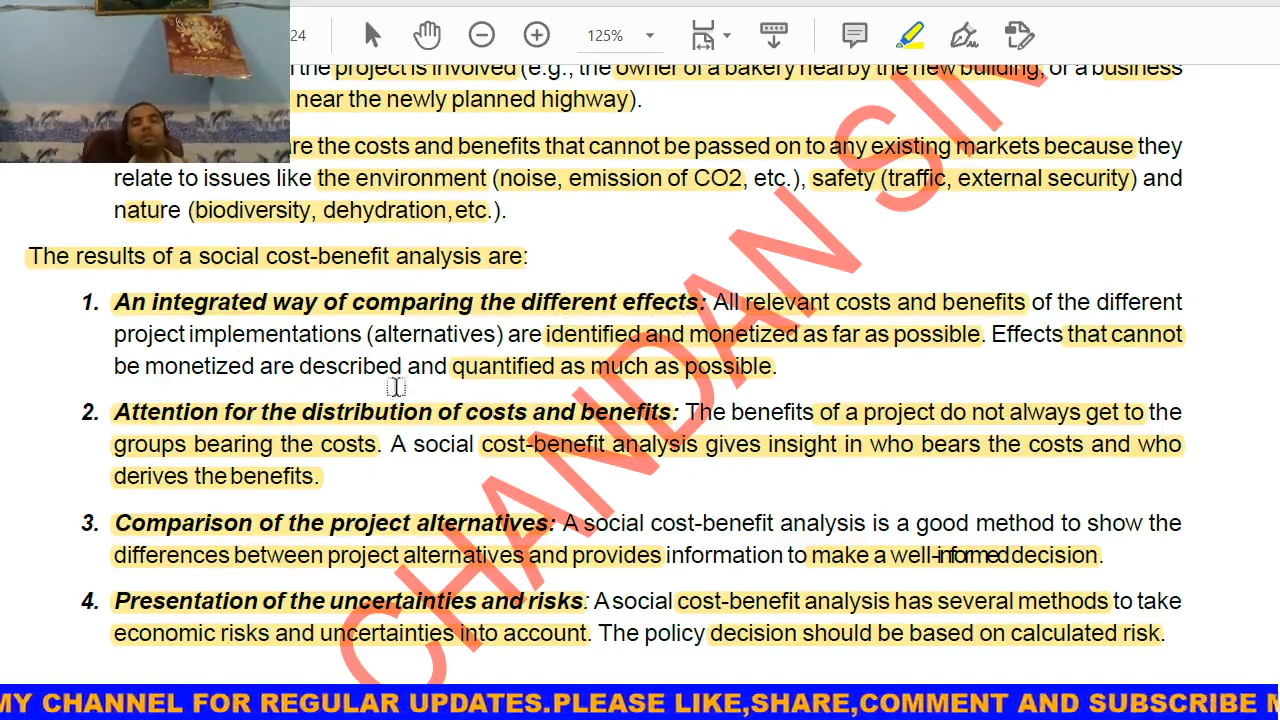 24
125%
the project is involved (e.g., the owner of a bakery nearby the new building, or a business
near the newly planned highway).
re the costs and benefits that cannot be passed on to any existing markets because they
relate to issues like the environment (noise, emission of CO2, etc.), safety (traffic, external security) and
nature (biodiversity, dehydration, etc.).
The results of a social cost-benefit analysis are:
1. An integrated way of comparing the different effects: All relevant costs and benefits of the different
project implementations (alternatives) are identified and monetized as far as possible. Effects that cannot
be monetized are described and quantified as much as possible.
2. Attention for the distribution of costs and benefits: The benefits of a project do not always get to the
groups bearing the costs. A social cost-benefit analysis gives insight in who bears the costs and who
derives the benefits.
3. Comparison of the project alternatives: A social cost-benefit analysis is a good method to show the
differences between project alternatives and provides information to make a well-informed decision.
4. Presentation of the uncertainties and risks: A social cost-benefit analysis has several methods to take
economic risks and uncertainties into account. The policy decision should be based on calculated risk.
CHANDAN SIN
MY CHANNEL FOR REGULAR UPDATES.PLEASE LIKE,SHARE,COMMENT AND SUBSCRIBE M